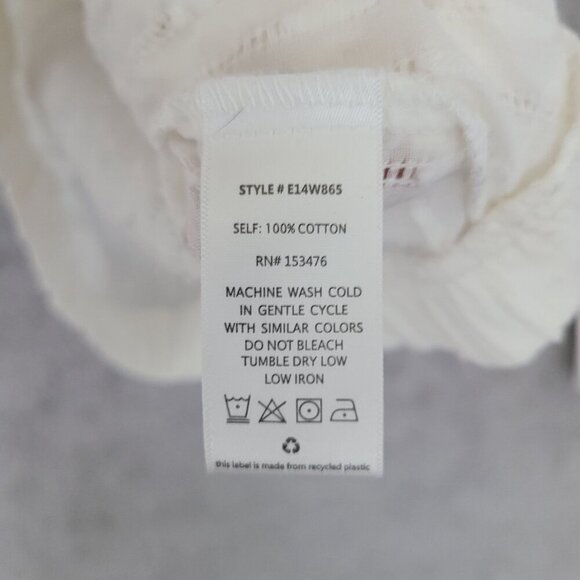 STYLE # E14W865
SELF: 100% COTTON
RN# 153476
MACHINE WASH COLD
IN GENTLE CYCLE
WITH SIMILAR COLORS
DO NOT BLEACH
TUMBLE DRY LOW
LOW IRON
this label is made from recycled plastic